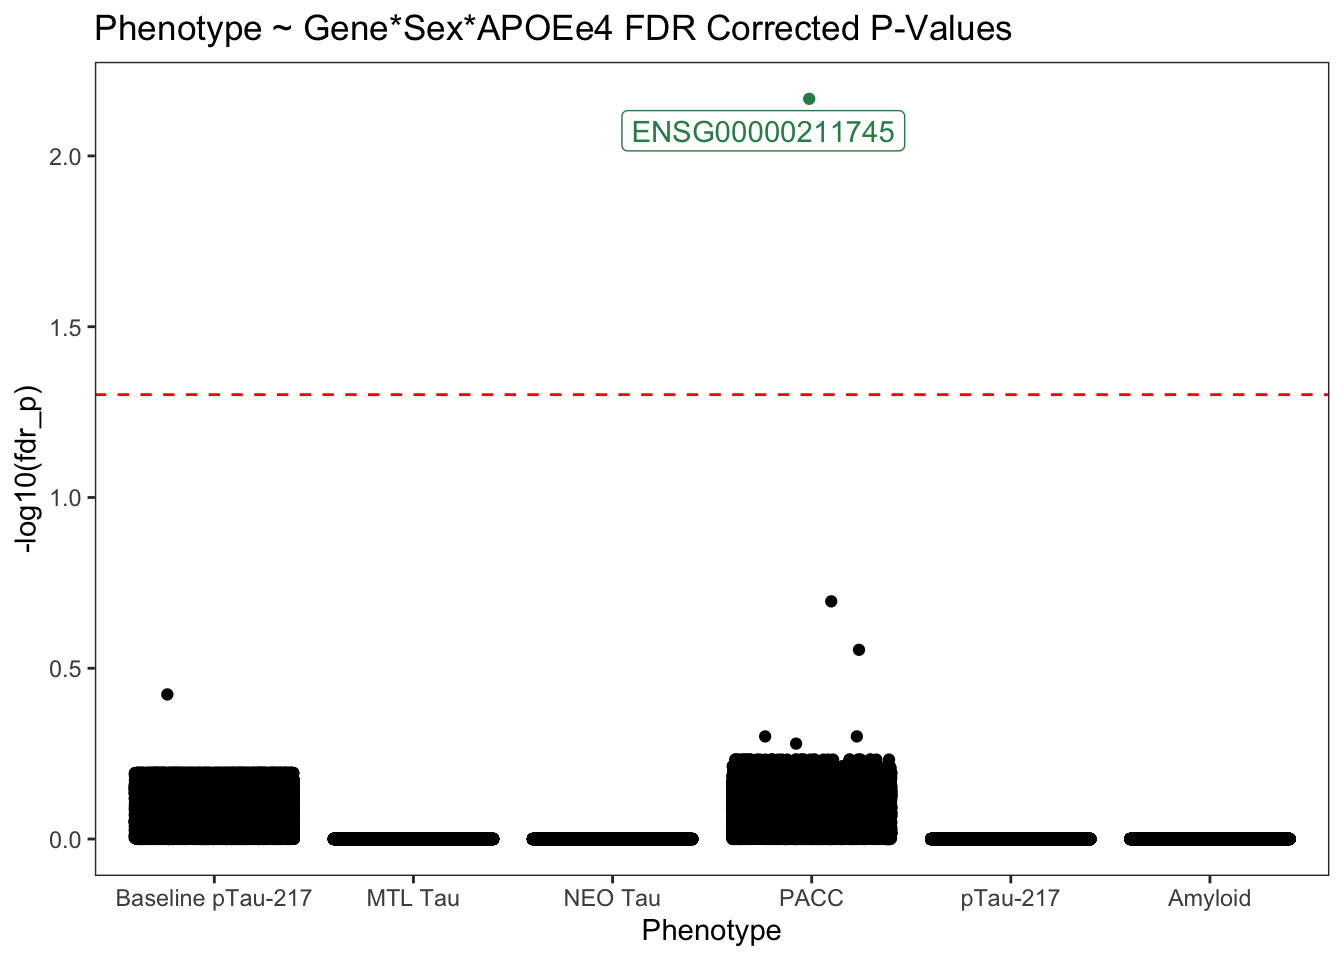 Phenotype ~ Gene*Sex*APOEe4 FDR Corrected P-Values
ENSG00000211745
2.0
1.5
1.0
0.5
0.0
-log10(fdr_p)
Baseline pTau-217 MTL Tau NEO Tau PACC pTau-217 Amyloid
Phenotype